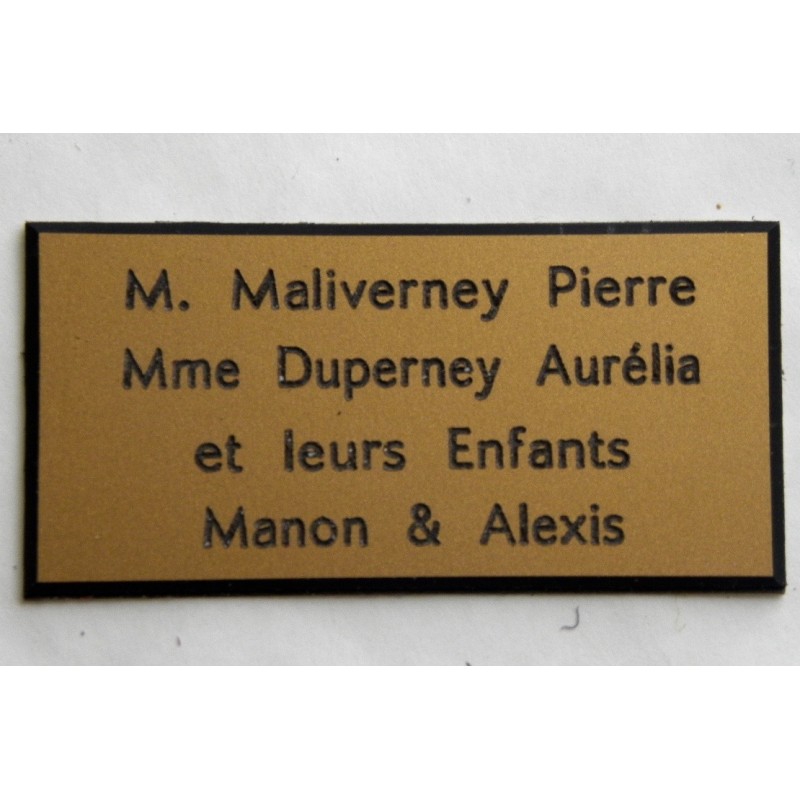 M. Maliverney Pierre
Mme Duperney Aurélia
et leurs Enfants
Manon & Alexis